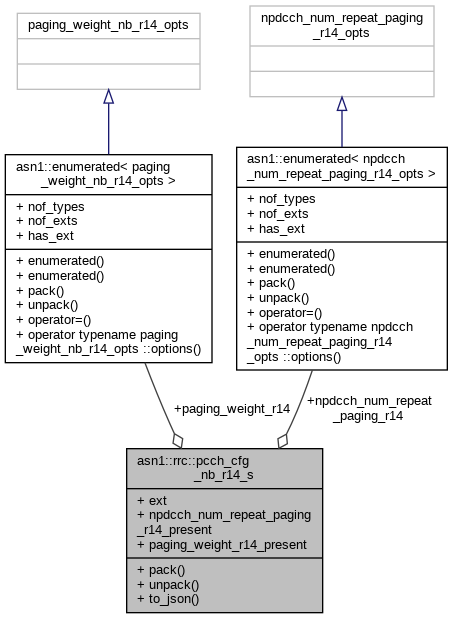 paging_weight_nb_r14_opts
npdcch_num_repeat_paging
_r14_opts
asn1::enumerated< paging
_weight_nb_r14_opts >
+ nof_types
+ nof_exts
+ has_ext
+ enumerated()
+ enumerated()
+ pack()
+ unpack()
+ operator=()
+ operator typename paging
_weight_nb_r14_opts ::options()
asn1::enumerated< npdcch
_num_repeat_paging_r14_opts >
+ nof_types
+ nof_exts
+ has_ext
+ enumerated()
+ enumerated()
+ pack()
+ unpack()
+ operator=()
+ operator typename npdcch
_num_repeat_paging_r14
_opts ::options()
+paging_weight_r14
+npdcch_num_repeat
_paging_r14
asn1::rrc::pcch_cfg
_nb_r14_s
+ ext
+ npdcch_num_repeat_paging
_r14_present
+ paging_weight_r14_present
+ pack()
+ unpack()
+ to_json()